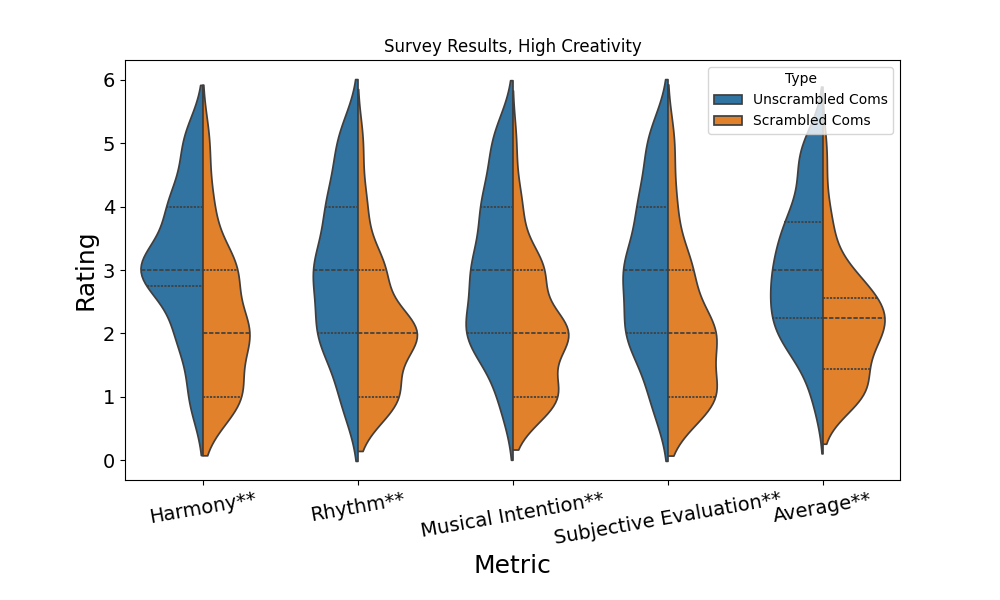 Survey Results, High Creativity
Type
Unscrambled Coms
Scrambled Coms
Rating
6
5
4
3
2
1
0
Harmony**
Rhythm**
Musical Intention**
Subjective Evaluation**
Average**
Metric